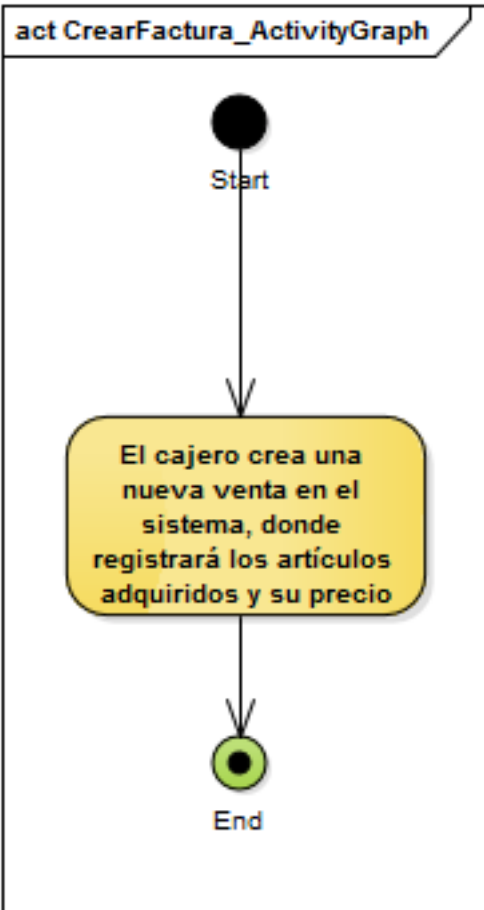 act CrearFactura_ActivityGraph
Start
El cajero crea una
nueva venta en el
sistema, donde
registrará los artículos
adquiridos y su precio
End